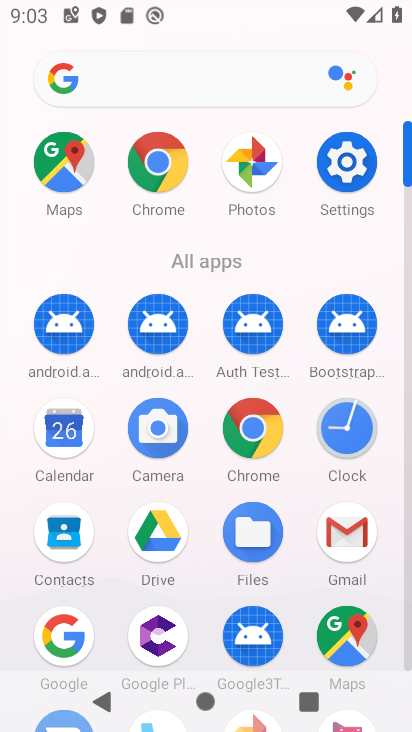 9:03
Maps Chrome Photos Settings
All apps
android.a... android.a... Auth Test... Bootstrap...
26
Calendar Camera Chrome Clock
Contacts Drive Files Gmail
Google Google Pl... Google3T... Maps